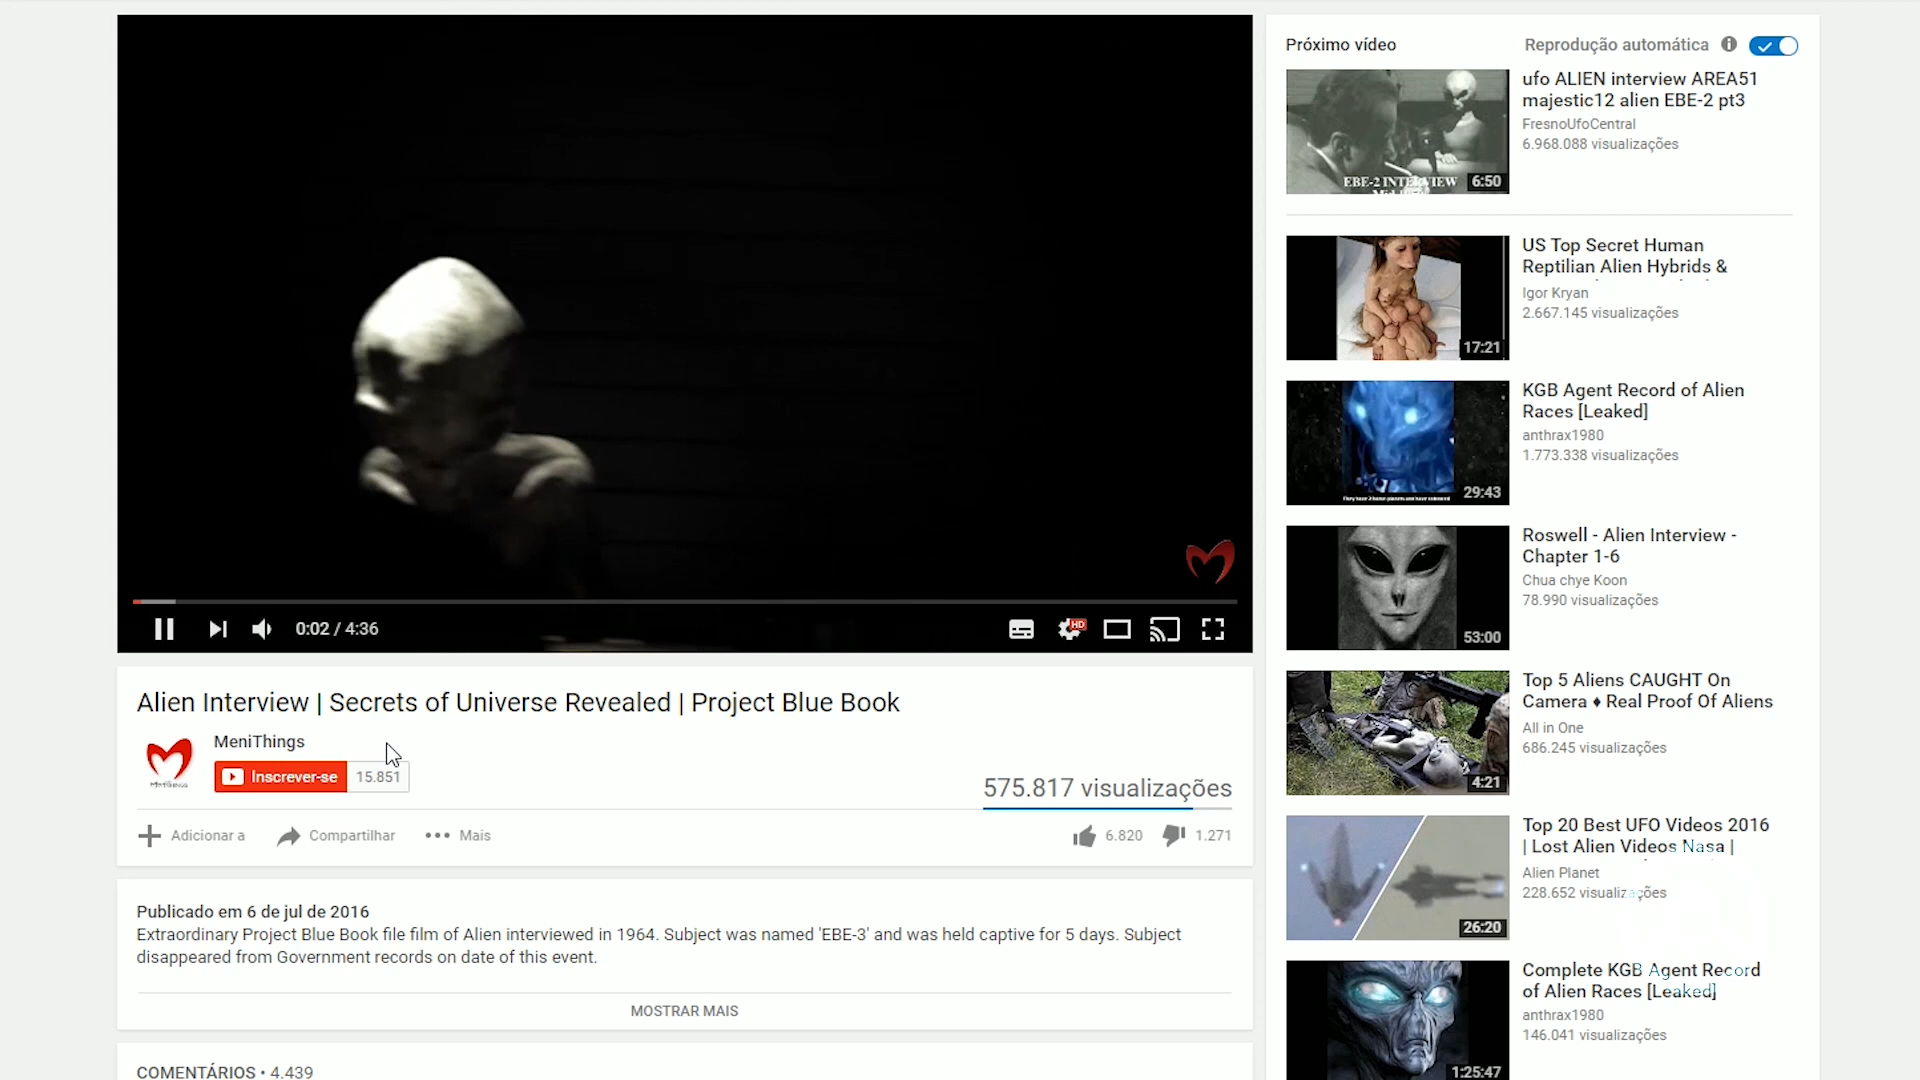 0:02 / 4:36
HD
Alien Interview | Secrets of Universe Revealed | Project Blue Book
MeniThings
Inscrever-se 15.851
575.817 visualizações
Adicionar a Compartilhar Mais
6.820 1.271
Publicado em 6 de jul de 2016
Extraordinary Project Blue Book file film of Alien interviewed in 1964. Subject was named 'EBE-3' and was held captive for 5 days. Subject
disappeared from Government records on date of this event.
MOSTRAR MAIS
COMENTÁRIOS • 4.439
Próximo vídeo Reprodução automática
EBE-2 INTERVIEW
6:50
ufo ALIEN interview AREA51
majestic12 alien EBE-2 pt3
FresnoUfoCentral
6.968.088 visualizações
17:21
US Top Secret Human
Reptilian Alien Hybrids &
Igor Kryan
2.667.145 visualizações
29:43
KGB Agent Record of Alien
Races [Leaked]
anthrax1980
1.773.338 visualizações
53:00
Roswell - Alien Interview -
Chapter 1-6
Chua chye Koon
78.990 visualizações
4:21
Top 5 Aliens CAUGHT On
Camera ♦ Real Proof Of Aliens
All in One
686.245 visualizações
26:20
Top 20 Best UFO Videos 2016
| Lost Alien Videos Nasa |
Alien Planet
228.652 visualizações
1:25:47
Complete KGB Agent Record
of Alien Races [Leaked]
anthrax1980
146.041 visualizações